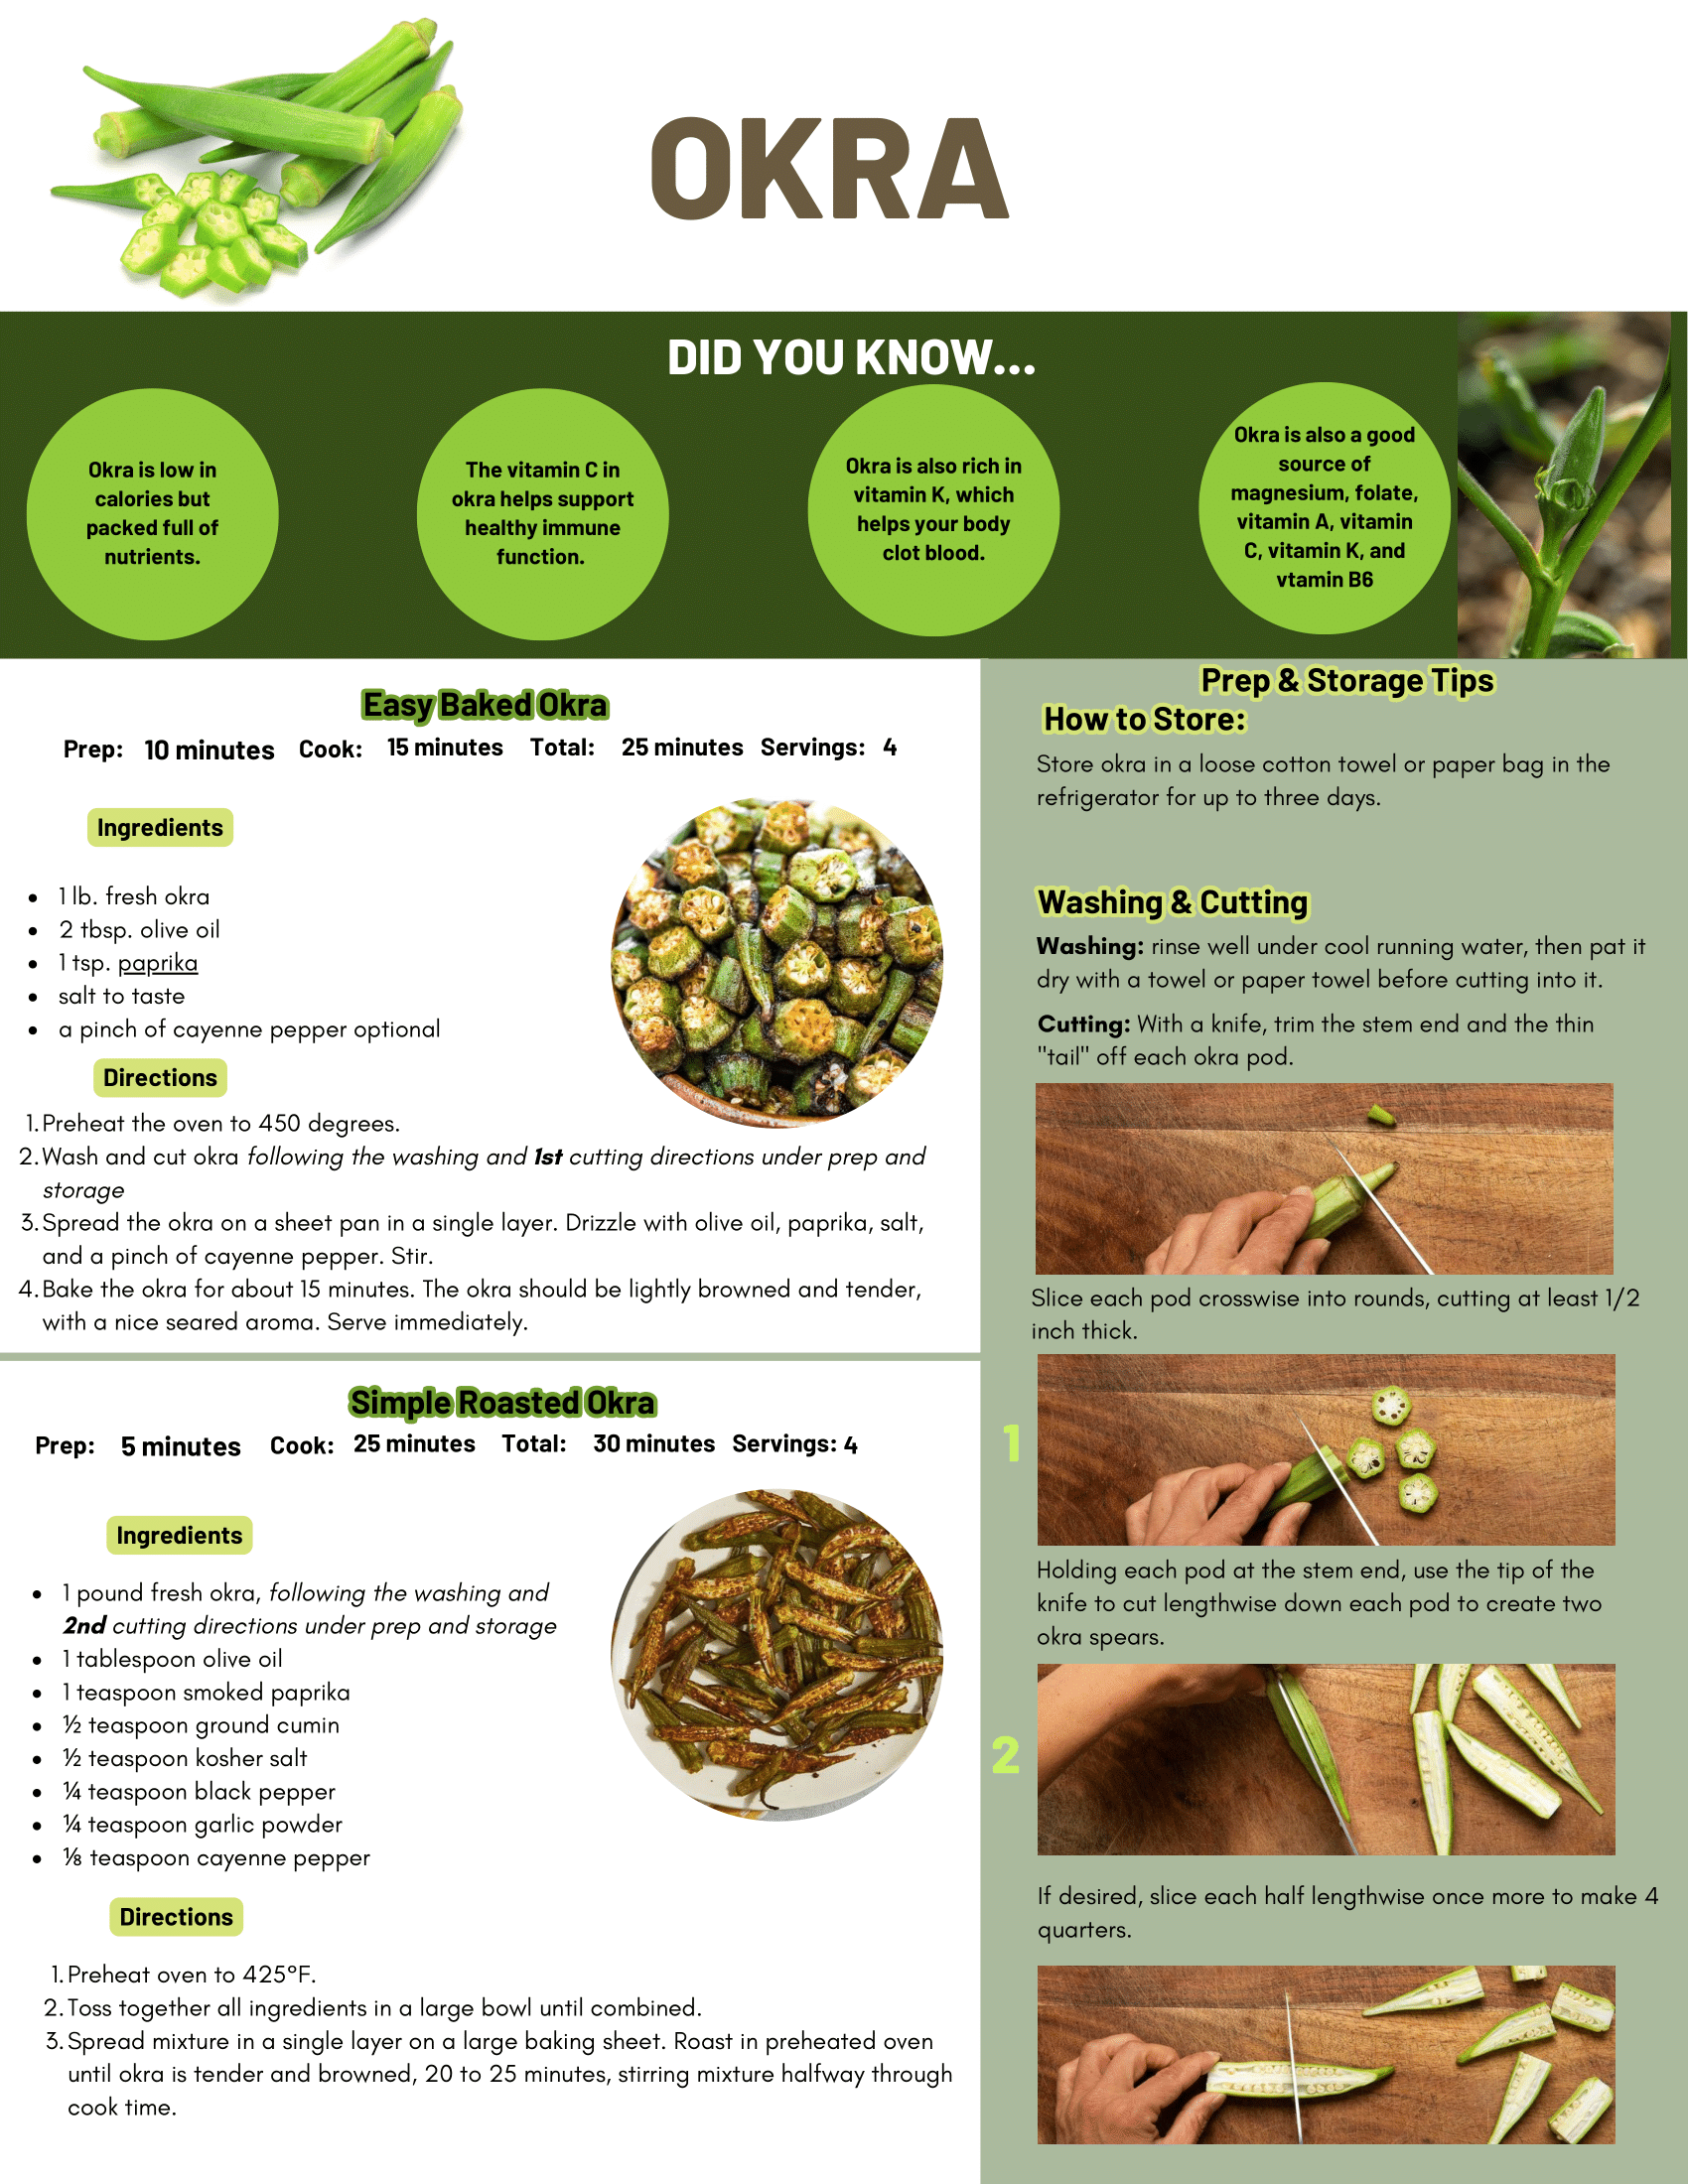 OKRA
DID YOU KNOW...
Okra is low in
calories but
packed full of
nutrients.
The vitamin C in
okra helps support
healthy immune
function.
Okra is also rich in
vitamin K, which
helps your body
clot blood.
Okra is also a good
source of
magnesium, folate,
vitamin A, vitamin
C, vitamin K, and
vtamin B6
Easy Baked Okra
Prep: 10 minutes Cook: 15 minutes Total: 25 minutes Servings: 4
Ingredients
• 1 lb. fresh okra
• 2 tbsp. olive oil
• 1 tsp. paprika
• salt to taste
• a pinch of cayenne pepper optional
Directions
1. Preheat the oven to 450 degrees.
2. Wash and cut okra following the washing and 1st cutting directions under prep and
storage
3. Spread the okra on a sheet pan in a single layer. Drizzle with olive oil, paprika, salt,
and a pinch of cayenne pepper. Stir.
4. Bake the okra for about 15 minutes. The okra should be lightly browned and tender,
with a nice seared aroma. Serve immediately.
Simple Roasted Okra
Prep: 5 minutes Cook: 25 minutes Total: 30 minutes Servings: 4
Ingredients
• 1 pound fresh okra, following the washing and
2nd cutting directions under prep and storage
• 1 tablespoon olive oil
• 1 teaspoon smoked paprika
• ½ teaspoon ground cumin
• ½ teaspoon kosher salt
• ¼ teaspoon black pepper
• ¼ teaspoon garlic powder
• ⅛ teaspoon cayenne pepper
Directions
1. Preheat oven to 425°F.
2. Toss together all ingredients in a large bowl until combined.
3. Spread mixture in a single layer on a large baking sheet. Roast in preheated oven
until okra is tender and browned, 20 to 25 minutes, stirring mixture halfway through
cook time.
Prep & Storage Tips
How to Store:
Store okra in a loose cotton towel or paper bag in the
refrigerator for up to three days.
Washing & Cutting
Washing: rinse well under cool running water, then pat it
dry with a towel or paper towel before cutting into it.
Cutting: With a knife, trim the stem end and the thin
"tail" off each okra pod.
Slice each pod crosswise into rounds, cutting at least 1/2
inch thick.
1
Holding each pod at the stem end, use the tip of the
knife to cut lengthwise down each pod to create two
okra spears.
2
If desired, slice each half lengthwise once more to make 4
quarters.